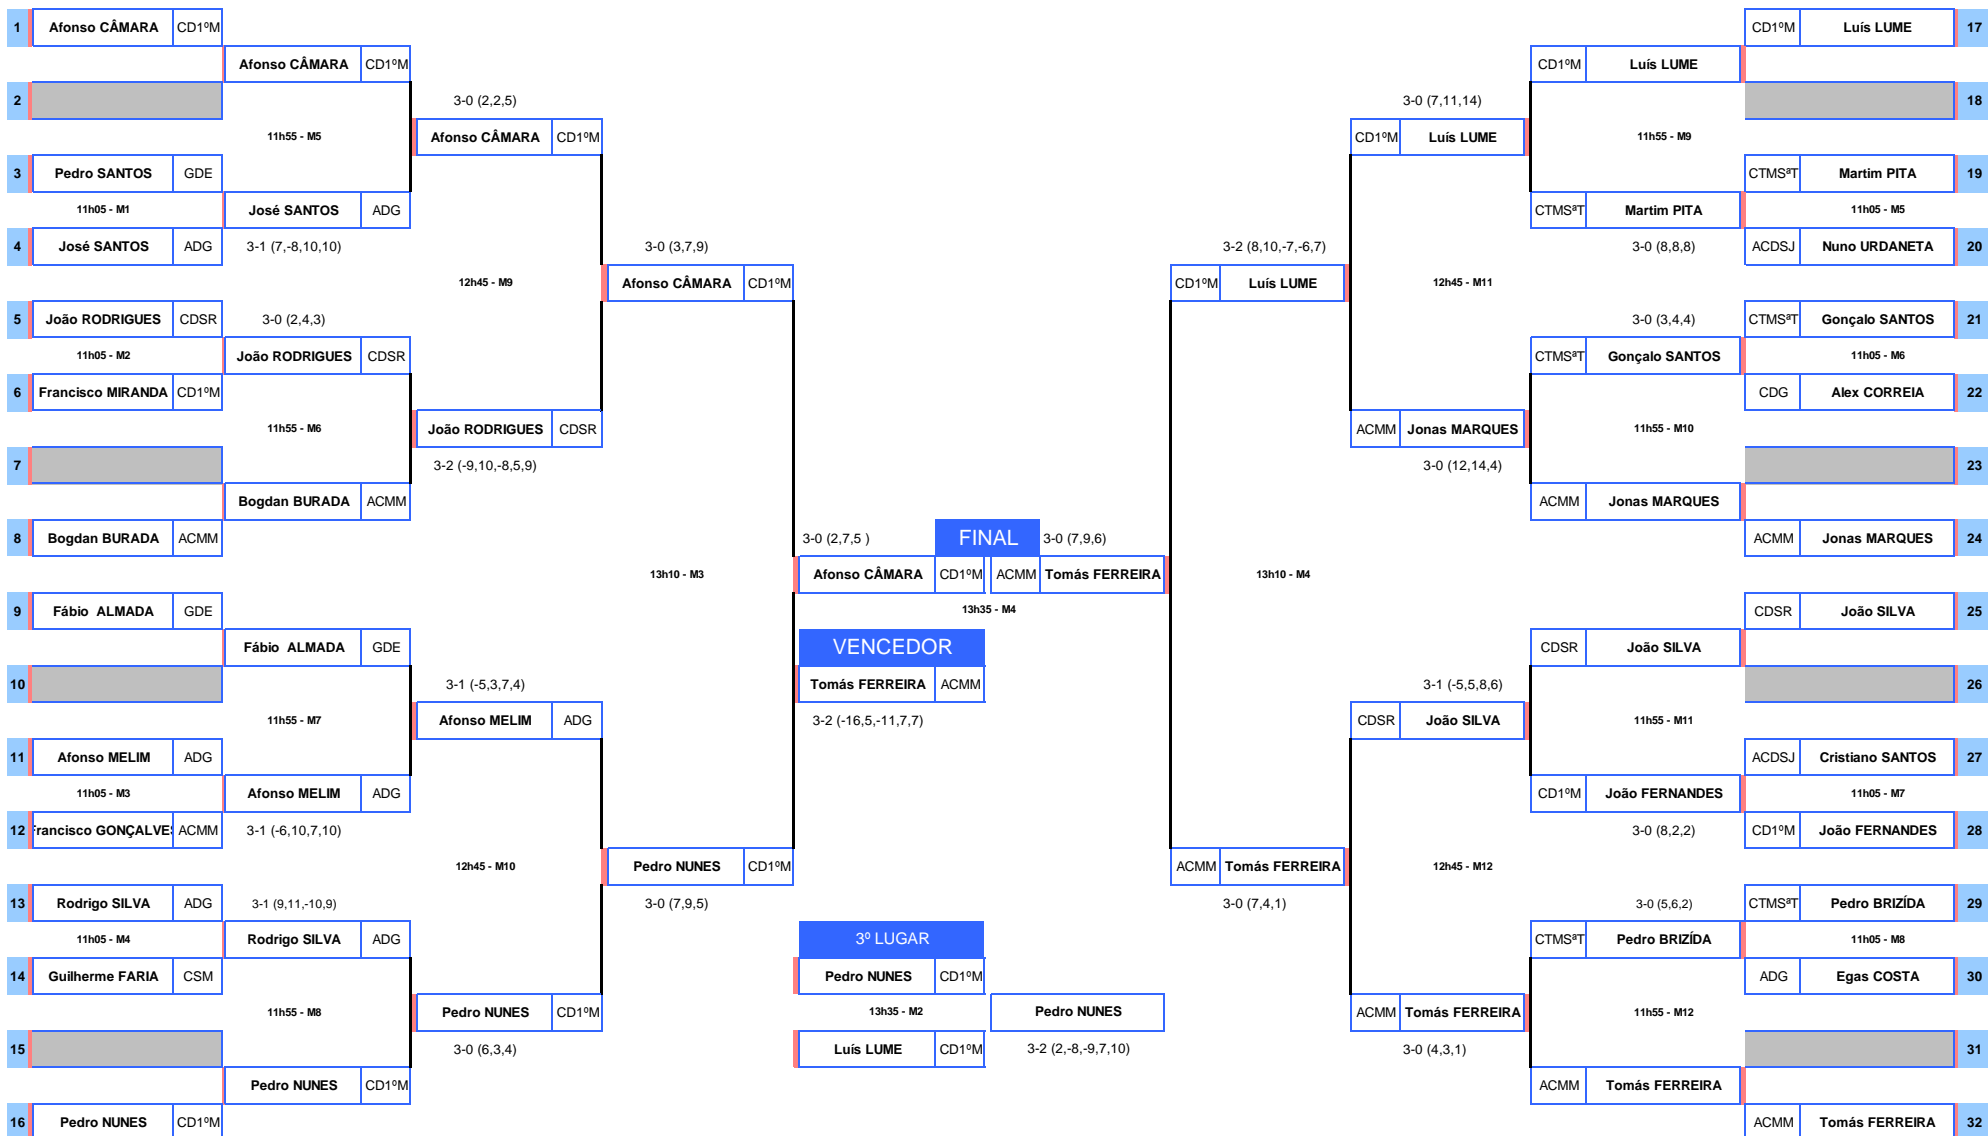 1 Afonso CÂMARA CD1ºM
CD1ºM Luís LUME 17
Afonso CÂMARA CD1ºM
CD1ºM Luís LUME
2 3-0 (2,2,5)
3-0 (7,11,14) 18
11h55 - M5 Afonso CÂMARA CD1ºM
CD1ºM Luís LUME 11h55 - M9
3 Pedro SANTOS GDE
CTMSªT Martim PITA 19
11h05 - M1 José SANTOS ADG
CTMSªT Martim PITA 11h05 - M5
4 José SANTOS ADG 3-1 (7,-8,10,10) 3-0 (3,7,9)
3-2 (8,10,-7,-6,7) 3-0 (8,8,8) ACDSJ Nuno URDANETA 20
12h45 - M9 Afonso CÂMARA CD1ºM
CD1ºM Luís LUME 12h45 - M11
5 João RODRIGUES CDSR 3-0 (2,4,3)
3-0 (3,4,4) CTMSªT Gonçalo SANTOS 21
11h05 - M2 João RODRIGUES CDSR
CTMSªT Gonçalo SANTOS 11h05 - M6
6 Francisco MIRANDA CD1ºM
CDG Alex CORREIA 22
11h55 - M6 João RODRIGUES CDSR
ACMM Jonas MARQUES 11h55 - M10
7 3-2 (-9,10,-8,5,9)
3-0 (12,14,4) 23
Bogdan BURADA ACMM
ACMM Jonas MARQUES
8 Bogdan BURADA ACMM
3-0 (2,7,5 ) FINAL 3-0 (7,9,6)
ACMM Jonas MARQUES 24
13h10 - M3 Afonso CÂMARA CD1ºM ACMM Tomás FERREIRA 13h10 - M4
9 Fábio ALMADA GDE
13h35 - M4
CDSR João SILVA 25
Fábio ALMADA GDE
VENCEDOR
CDSR João SILVA
10 3-1 (-5,3,7,4)
Tomás FERREIRA ACMM
3-1 (-5,5,8,6) 26
11h55 - M7 Afonso MELIM ADG
3-2 (-16,5,-11,7,7)
CDSR João SILVA 11h55 - M11
11 Afonso MELIM ADG
ACDSJ Cristiano SANTOS 27
11h05 - M3 Afonso MELIM ADG
CD1ºM João FERNANDES 11h05 - M7
12 rancisco GONÇALVE ACMM 3-1 (-6,10,7,10)
3-0 (8,2,2) CD1ºM João FERNANDES 28
12h45 - M10 Pedro NUNES CD1ºM
ACMM Tomás FERREIRA 12h45 - M12
13 Rodrigo SILVA ADG 3-1 (9,11,-10,9) 3-0 (7,9,5)
3-0 (7,4,1) 3-0 (5,6,2) CTMSªT Pedro BRIZÍDA 29
11h05 - M4 Rodrigo SILVA ADG
3º LUGAR
CTMSªT Pedro BRIZÍDA 11h05 - M8
14 Guilherme FARIA CSM
Pedro NUNES CD1ºM
ADG Egas COSTA 30
11h55 - M8 Pedro NUNES CD1ºM
13h35 - M2 Pedro NUNES
ACMM Tomás FERREIRA 11h55 - M12
15 3-0 (6,3,4)
Luís LUME CD1ºM 3-2 (2,-8,-9,7,10)
3-0 (4,3,1) 31
Pedro NUNES CD1ºM
ACMM Tomás FERREIRA
16 Pedro NUNES CD1ºM
ACMM Tomás FERREIRA 32